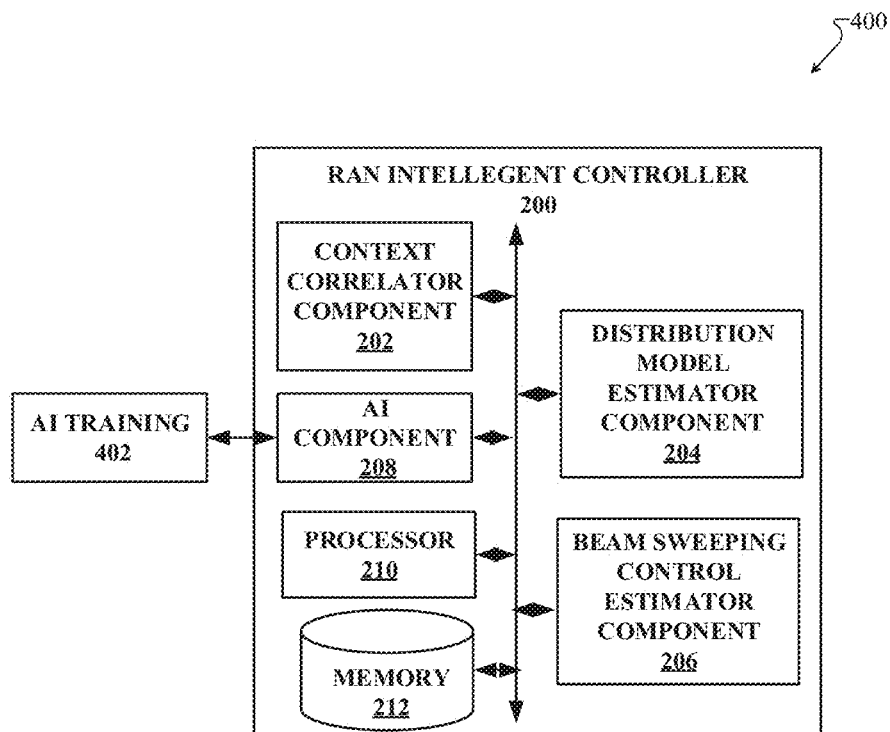 400
RAN INTELLEGENT CONTROLLER
200
CONTEXT
CORRELATOR
COMPONENT
202
DISTRIBUTION
MODEL
ESTIMATOR
COMPONENT
204
AI TRAINING
402
AI
COMPONENT
208
PROCESSOR
210
BEAM SWEEPING
CONTROL
ESTIMATOR
COMPONENT
206
MEMORY
212